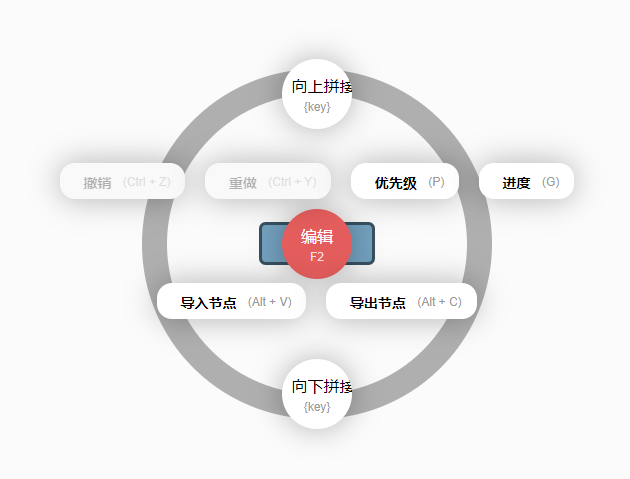 向上拼接
{key}
撤销 (Ctrl + Z) 重做 (Ctrl + Y) 优先级 (P) 进度 (G)
编辑
F2
导入节点 (Alt + V) 导出节点 (Alt + C)
向下拼接
{key}